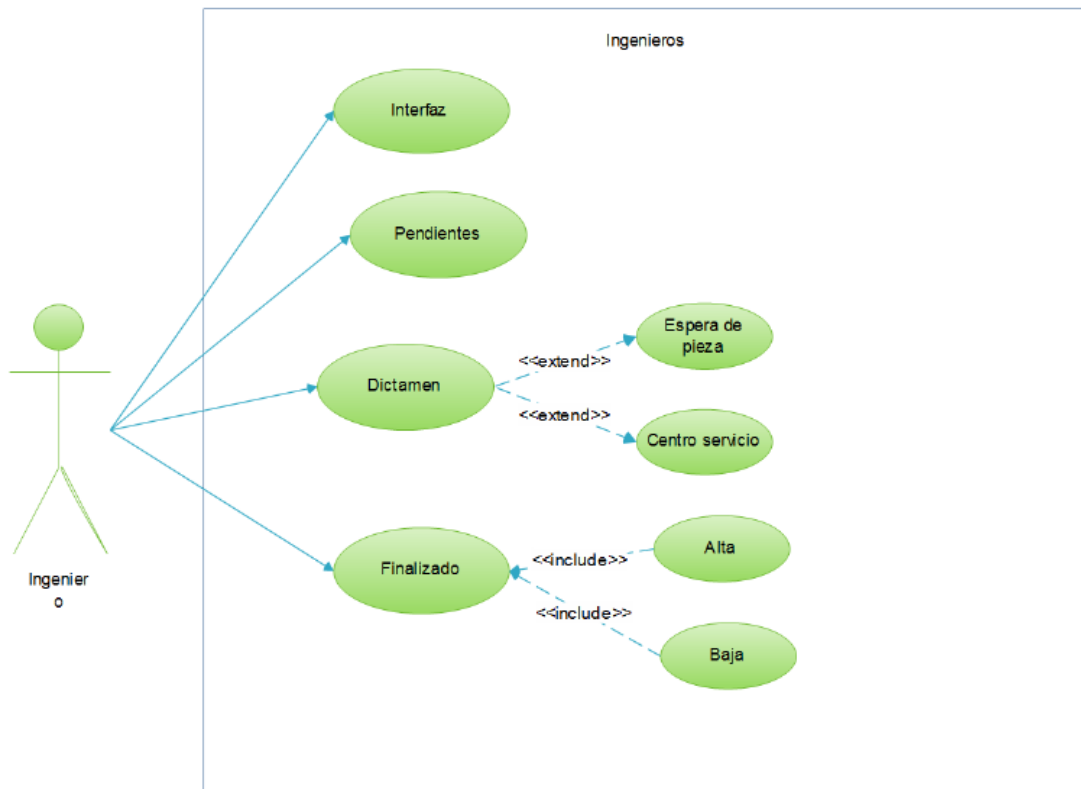 Ingenieros
Interfaz
Pendientes
Espera de
pieza
<<extend>>
Dictamen
<<extend>>
Centro servicio
Alta
<<include>>
Finalizado
Ingenier
o
<<include>>
Baja